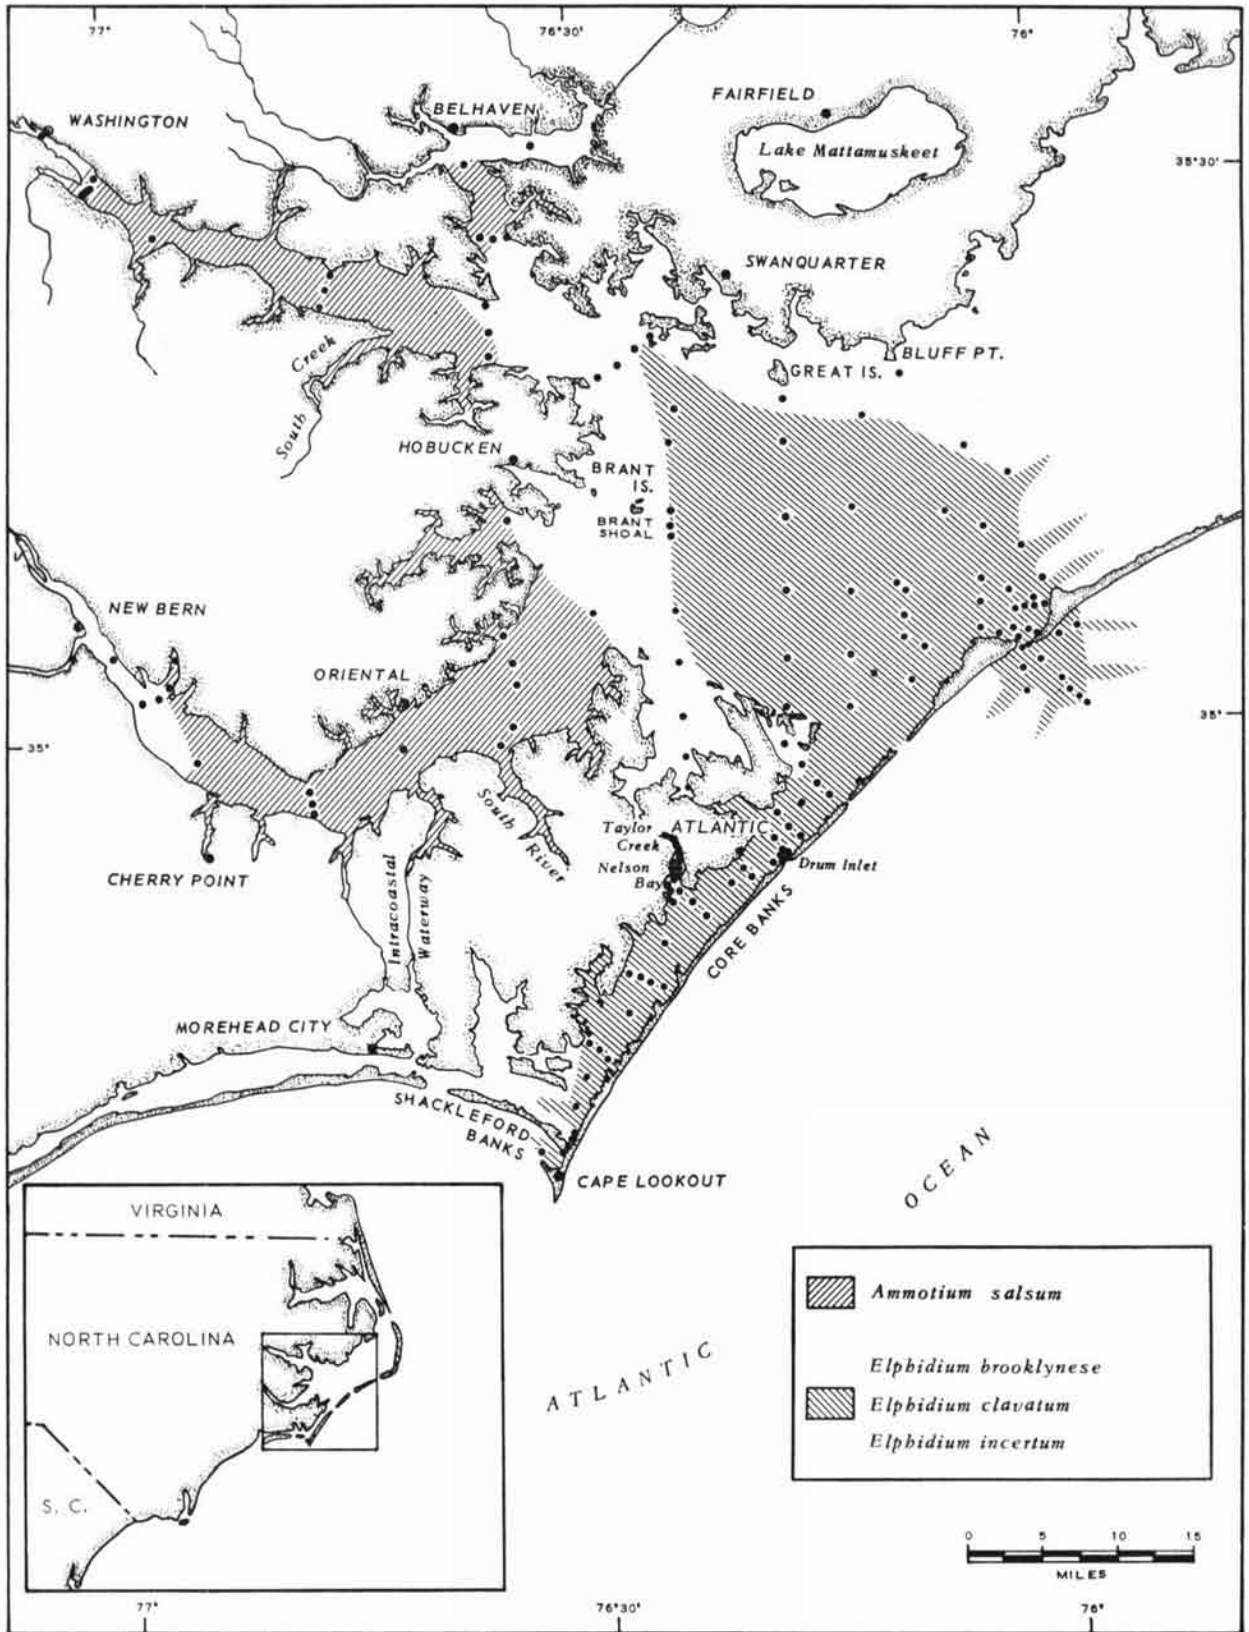 77°
76°30'
76°
WASHINGTON
BELHAVEN
FAIRFIELD
Lake Mattamuskeet
35°30'
SWANQUARTER
South Creek
BLUFF PT.
GREAT IS.
HOBUCKEN
BRANT
IS.
BRANT
SHOAL
NEW BERN
ORIENTAL
35°
35°
South River
Taylor
Creek
ATLANTIC
Nelson
Bay
Drum Inlet
CHERRY POINT
Intracoastal
Waterway
CORE BANKS
MOREHEAD CITY
SHACKLEFORD
BANKS
CAPE LOOKOUT
ATLANTIC OCEAN
VIRGINIA
NORTH CAROLINA
S. C.
Ammotium salsum
Elphidium brooklynese
Elphidium clavatum
Elphidium incertum
0 5 10 15
MILES
77°
76°30'
76°